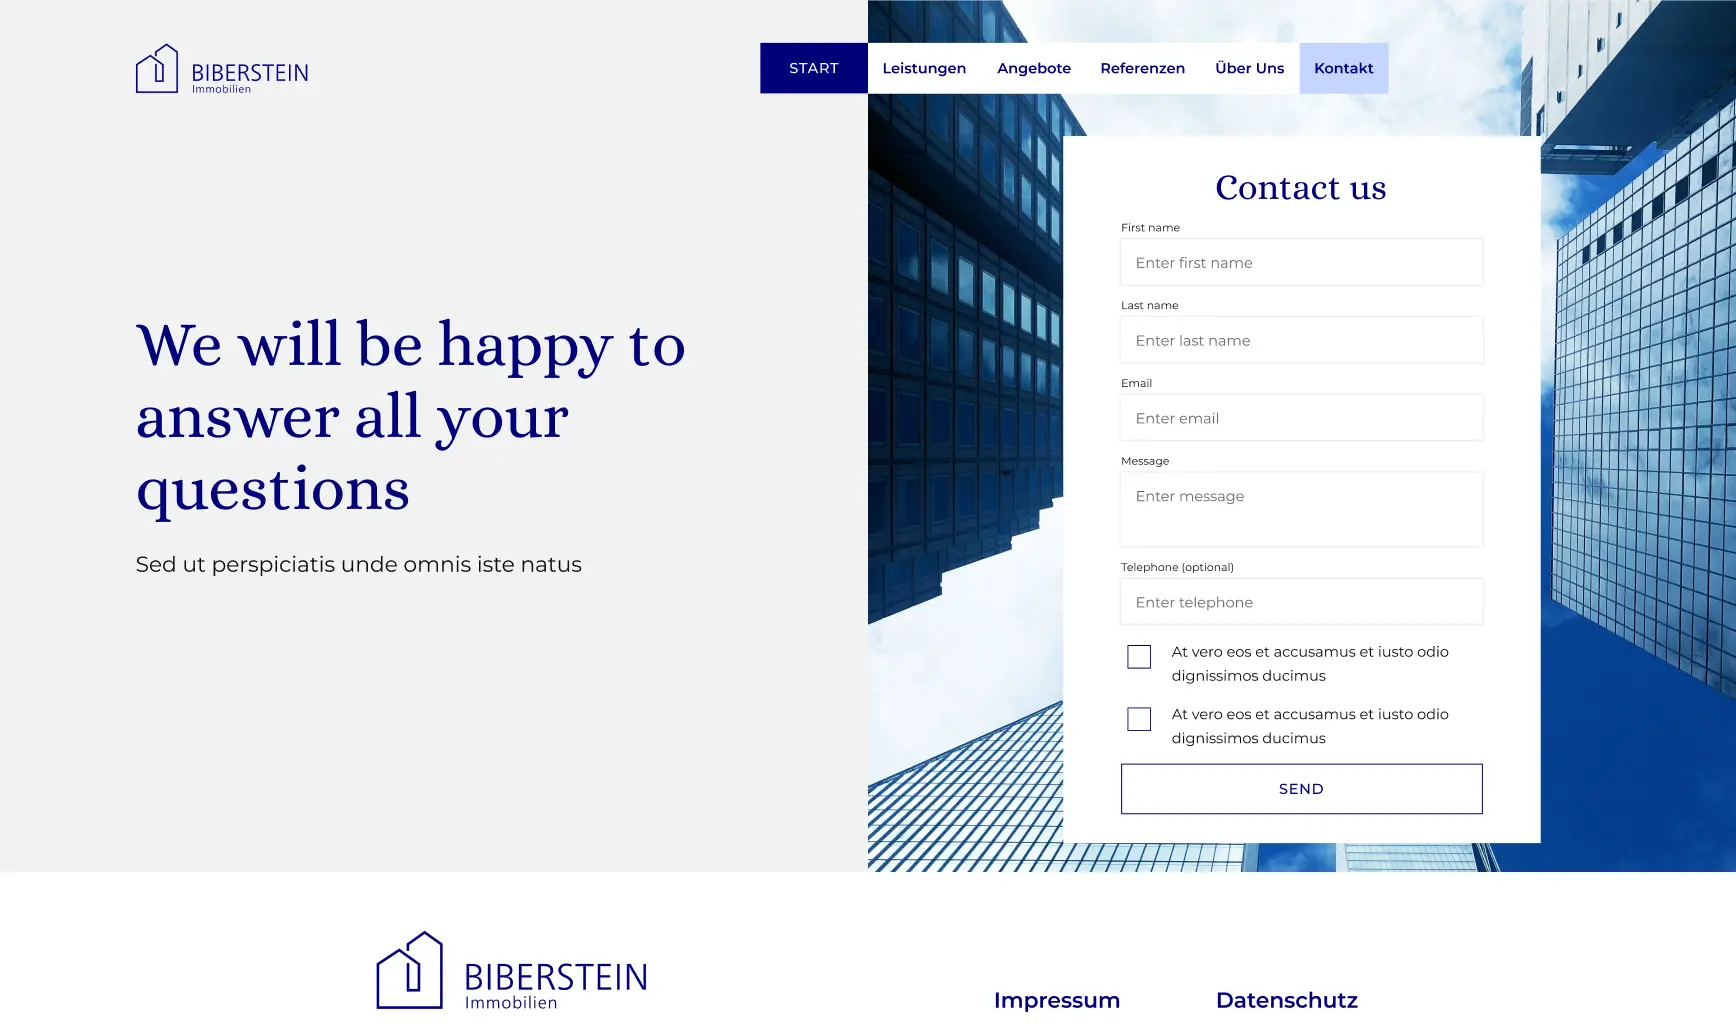 BIBERSTEIN
Immobilien
START
Leistungen
Angebote
Referenzen
Über Uns
Kontakt
We will be happy to
answer all your
questions
Sed ut perspiciatis unde omnis iste natus
Contact us
First name
Enter first name
Last name
Enter last name
Email
Enter email
Message
Enter message
Telephone (optional)
Enter telephone
At vero eos et accusamus et iusto odio
dignissimos ducimus
At vero eos et accusamus et iusto odio
dignissimos ducimus
SEND
BIBERSTEIN
Immobilien
Impressum
Datenschutz